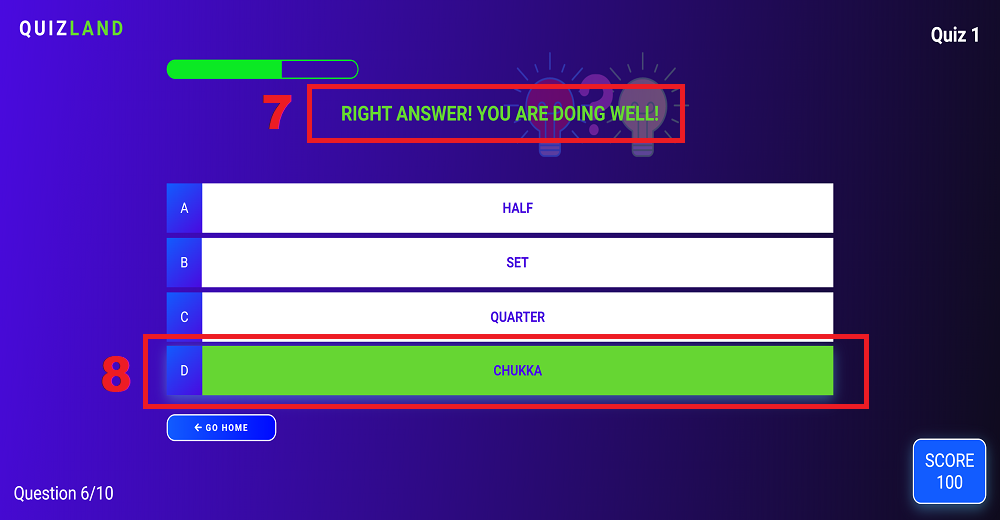 QUIZLAND
Quiz 1
7
RIGHT ANSWER! YOU ARE DOING WELL!
?
A HALF
B SET
C QUARTER
8
D CHUKKA
← GO HOME
SCORE
100
Question 6/10